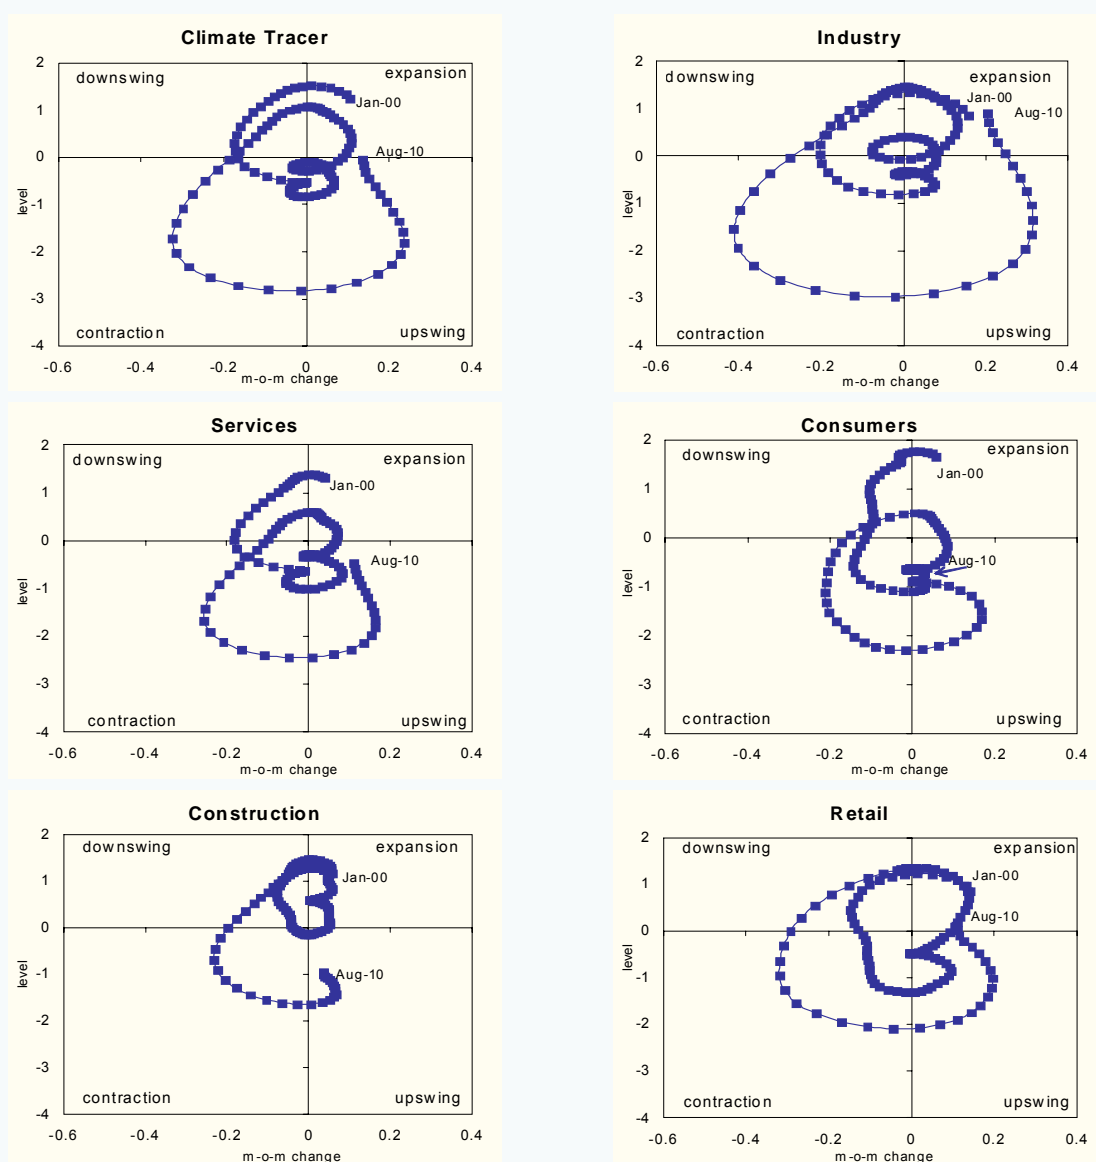 Climate Tracer
2
downswing
expansion
1
Jan-00
0
Aug-10
level
-1
-2
-3
contraction
upswing
-4
-0.6 -0.4 -0.2 0 0.2 0.4
m-o-m change
Industry
2
downswing
expansion
1
Jan-00
Aug-10
0
level
-1
-2
-3
contraction
upswing
-4
-0.6 -0.4 -0.2 0 0.2 0.4
m-o-m change
Services
2
downswing
expansion
1
Jan-00
0
Aug-10
level
-1
-2
-3
contraction
upswing
-4
-0.6 -0.4 -0.2 0 0.2 0.4
m-o-m change
Consumers
2
downswing
expansion
1
Jan-00
0
Aug-10
level
-1
-2
-3
contraction
upswing
-4
-0.6 -0.4 -0.2 0 0.2 0.4
m-o-m change
Construction
2
downswing
expansion
1
Jan-00
0
level
-1
Aug-10
-2
-3
contraction
upswing
-4
-0.6 -0.4 -0.2 0 0.2 0.4
m-o-m change
Retail
2
downswing
expansion
1
Jan-00
Aug-10
0
level
-1
-2
-3
contraction
upswing
-4
-0.6 -0.4 -0.2 0 0.2 0.4
m-o-m change